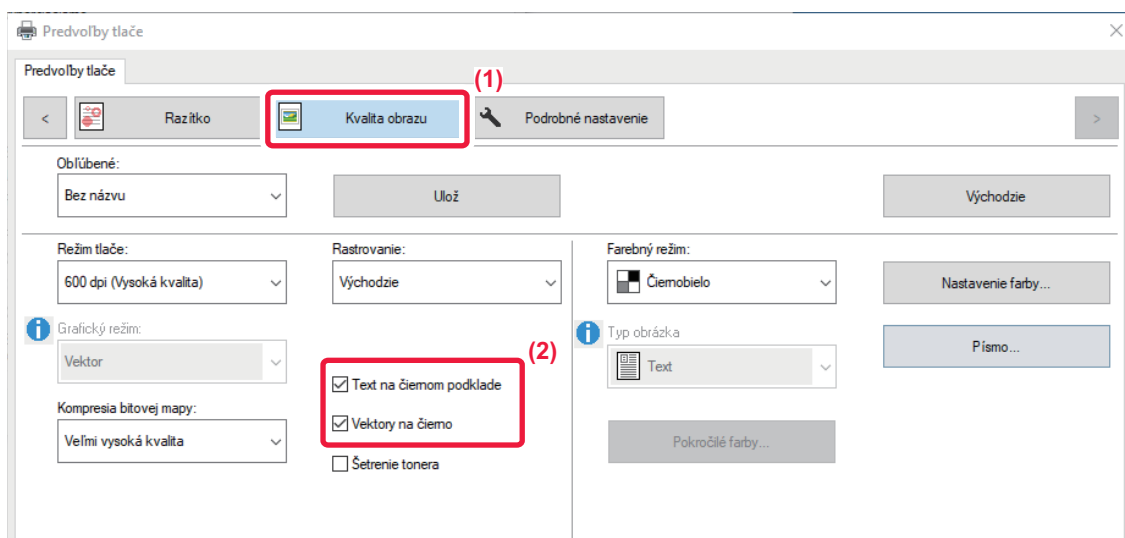 Predvoľby tlače
Predvoľby tlače
(1)
<
Razítko
Kvalita obrazu
Podrobné nastavenie
>
Obľúbené:
Bez názvu
Ulož
Východzie
Režim tlače:
600 dpi (Vysoká kvalita)
Rastrovanie:
Východzie
Farebný režim:
Čiernobielo
Nastavenie farby...
Grafický režim:
Vektor
(2)
Typ obrázka
Text
Písmo...
Text na čiernom podklade
Kompresia bitovej mapy:
Veľmi vysoká kvalita
Vektory na čierno
Pokročilé farby...
Šetrenie tonera